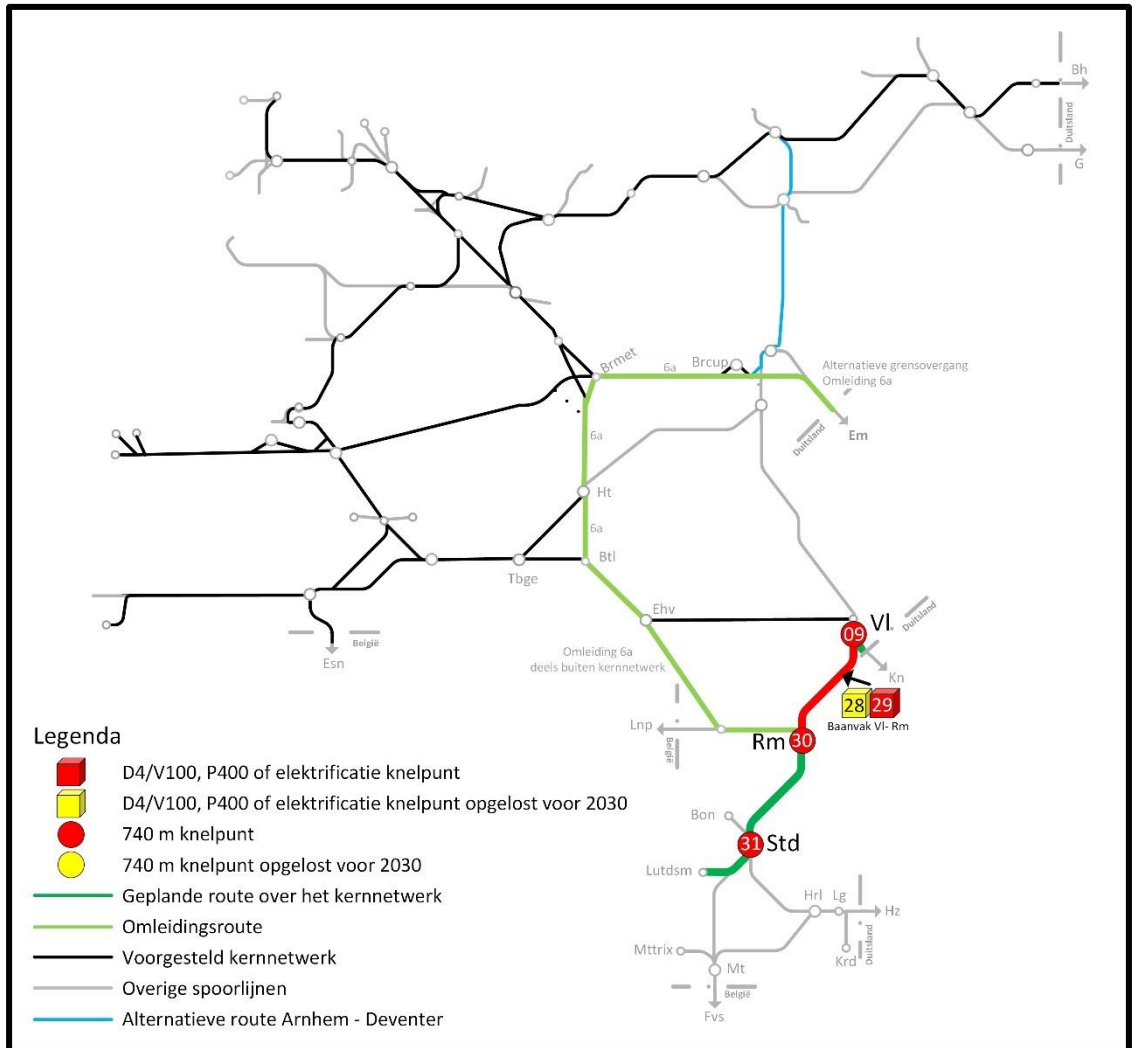 Bh
Duitsland
G
Brmet
6a
Brcup
Alternatieve grensovergang
Omleiding 6a
6a
Duitsland
Em
Ht
6a
Btl
Tbge
Ehv
Vl.
Duitsland
09
Esn
België
Omleiding 6a
deels buiten kernnetwerk
Kn
28 29
Baanvak Vl- Rm
Lnp
België
Rm 30
Legenda
D4/V100, P400 of elektrificatie knelpunt
D4/V100, P400 of elektrificatie knelpunt opgelost voor 2030
740 m knelpunt
740 m knelpunt opgelost voor 2030
Geplande route over het kernnetwerk
Omleidingsroute
Voorgesteld kernnetwerk
Overige spoorlijnen
Alternatieve route Arnhem - Deventer
Bon
31 Std
Lutdsm
Hrl Lg Hz
Mttrix
Krd
Duitsland
Mt
België
Fvs